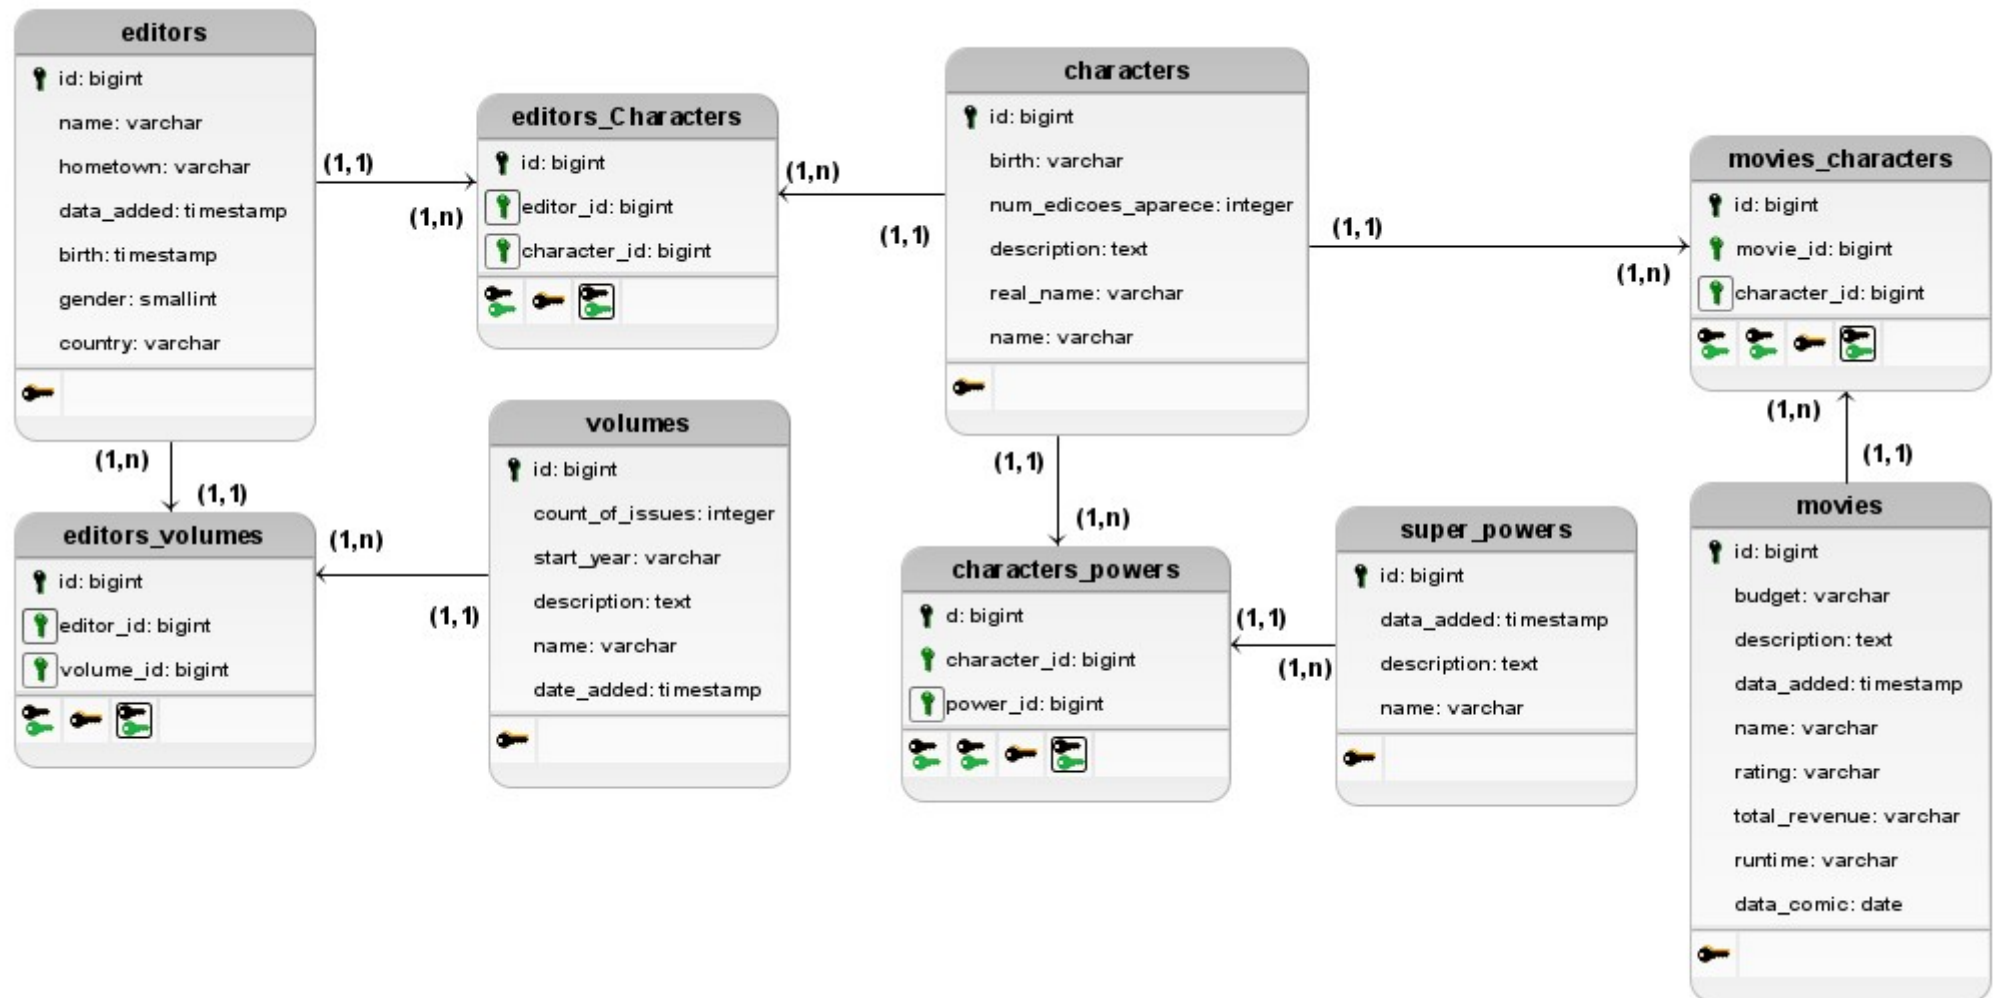 editors
id: bigint
name: varchar
hometown: varchar
data_added: timestamp
birth: timestamp
gender: smallint
country: varchar
(1,1)
(1,n)
editors_Characters
id: bigint
editor_id: bigint
character_id: bigint
(1,n)
(1,1)
characters
id: bigint
birth: varchar
num_edicoes_aparece: integer
description: text
real_name: varchar
name: varchar
(1,1)
(1,n)
movies_characters
id: bigint
movie_id: bigint
character_id: bigint
(1,n)
(1,1)
editors_volumes
id: bigint
editor_id: bigint
volume_id: bigint
(1,n)
(1,1)
volumes
id: bigint
count_of_issues: integer
start_year: varchar
description: text
name: varchar
date_added: timestamp
(1,1)
(1,n)
characters_powers
d: bigint
character_id: bigint
power_id: bigint
(1,1)
(1,n)
super_powers
id: bigint
data_added: timestamp
description: text
name: varchar
(1,n)
(1,1)
movies
id: bigint
budget: varchar
description: text
data_added: timestamp
name: varchar
rating: varchar
total_revenue: varchar
runtime: varchar
data_comic: date